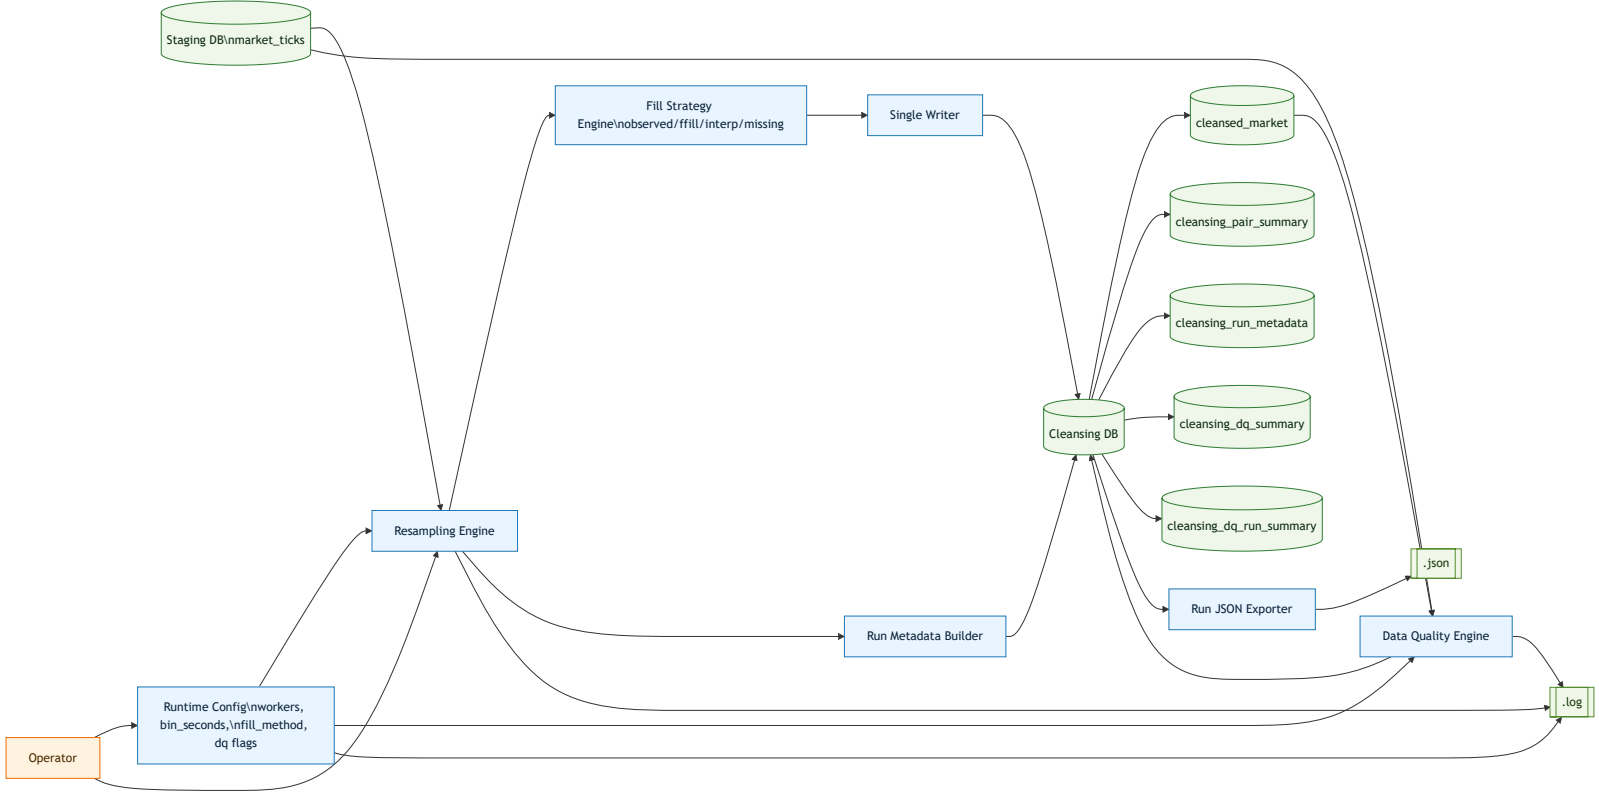 Staging DB\nmarket_ticks
Fill Strategy
Engine\nobserved/ffill/interp/missing
Single Writer
cleansed_market
cleansing_pair_summary
cleansing_run_metadata
cleansing_dq_summary
Cleansing DB
cleansing_dq_run_summary
Resampling Engine
.json
Run JSON Exporter
Run Metadata Builder
Data Quality Engine
Runtime Config\nworkers,
bin_seconds,\nfill_method,
dq flags
.log
Operator